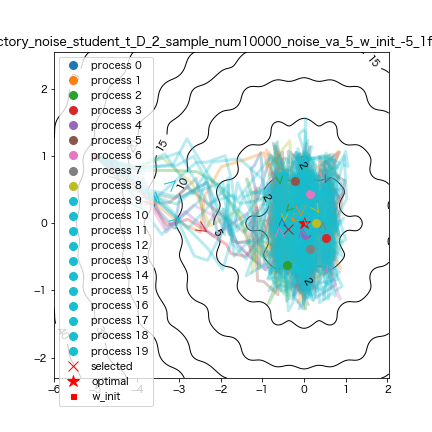 ctory_noise_student_t_D_2_sample_num10000_noise_va_5_w_init_-5_1f
process 0
process 1
process 2
process 3
process 4
process 5
process 6
process 7
process 8
process 9
process 10
process 11
process 12
process 13
process 14
process 15
process 16
process 17
process 18
process 19
selected
optimal
w_init
2
1
0
−1
−2
−6
−3
−2
−1
0
1
2
15
15
10
5
2
2
2